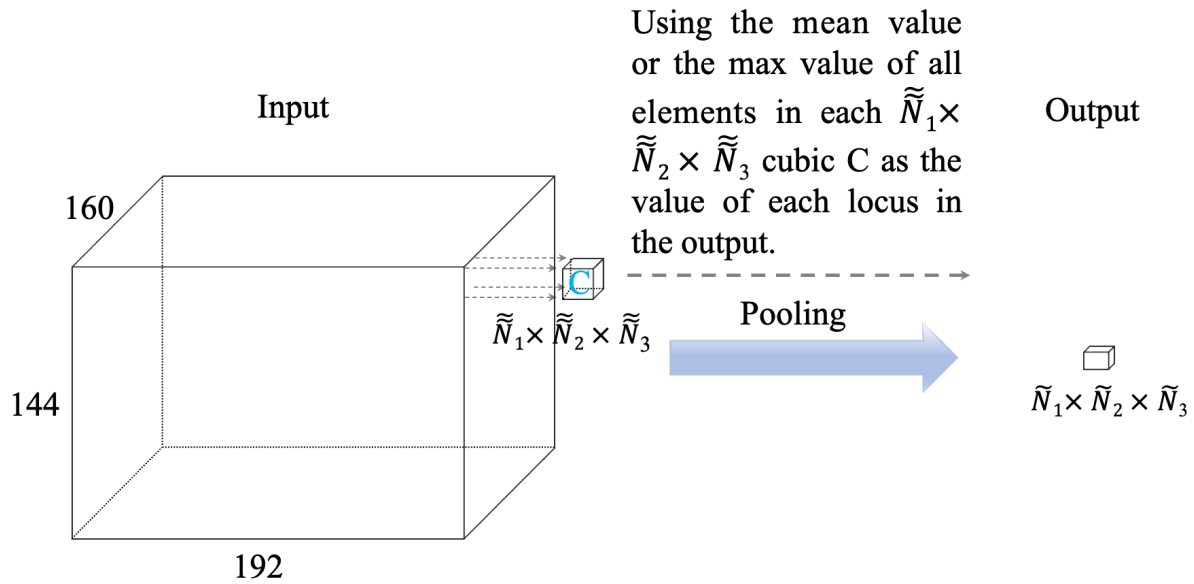 Input
Using the mean value
or the max value of all
elements in each Ñ̃₁×
Ñ̃₂ × Ñ̃₃ cubic C as the
value of each locus in
the output.
Output
160
C
Ñ̃₁× Ñ̃₂ × Ñ̃₃
Pooling
144
Ñ₁× Ñ₂ × Ñ₃
192